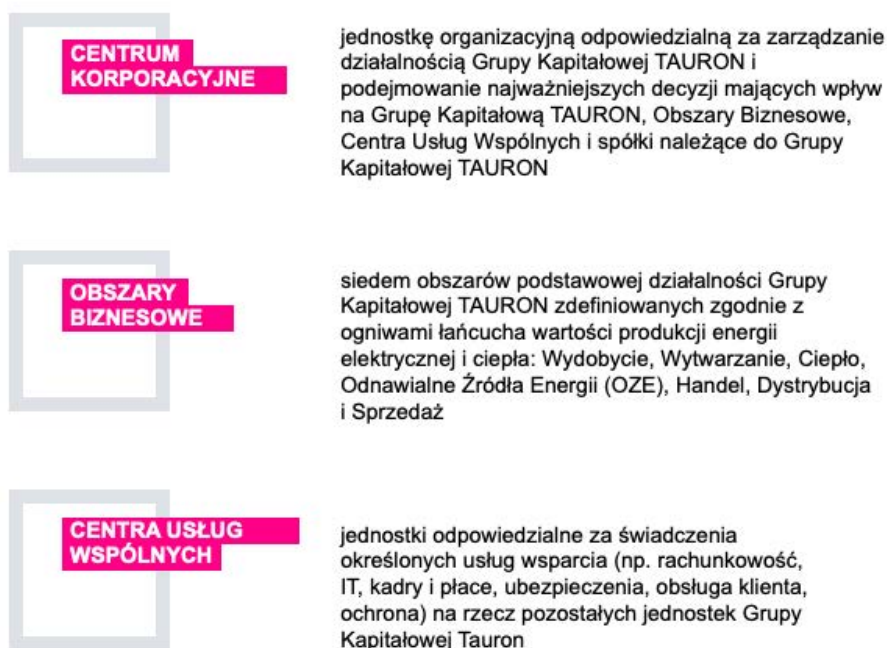 CENTRUM
KORPORACYJNE
jednostkę organizacyjną odpowiedzialną za zarządzanie
działalnością Grupy Kapitałowej TAURON i
podejmowanie najważniejszych decyzji mających wpływ
na Grupę Kapitałową TAURON, Obszary Biznesowe,
Centra Usług Wspólnych i spółki należące do Grupy
Kapitałowej TAURON
OBSZARY
BIZNESOWE
siedem obszarów podstawowej działalności Grupy
Kapitałowej TAURON zdefiniowanych zgodnie z
ogniwami łańcucha wartości produkcji energii
elektrycznej i ciepła: Wydobycie, Wytwarzanie, Ciepło,
Odnawialne Źródła Energii (OZE), Handel, Dystrybucja
i Sprzedaż
CENTRA USŁUG
WSPÓLNYCH
jednostki odpowiedzialne za świadczenia
określonych usług wsparcia (np. rachunkowość,
IT, kadry i płace, ubezpieczenia, obsługa klienta,
ochrona) na rzecz pozostałych jednostek Grupy
Kapitałowej Tauron